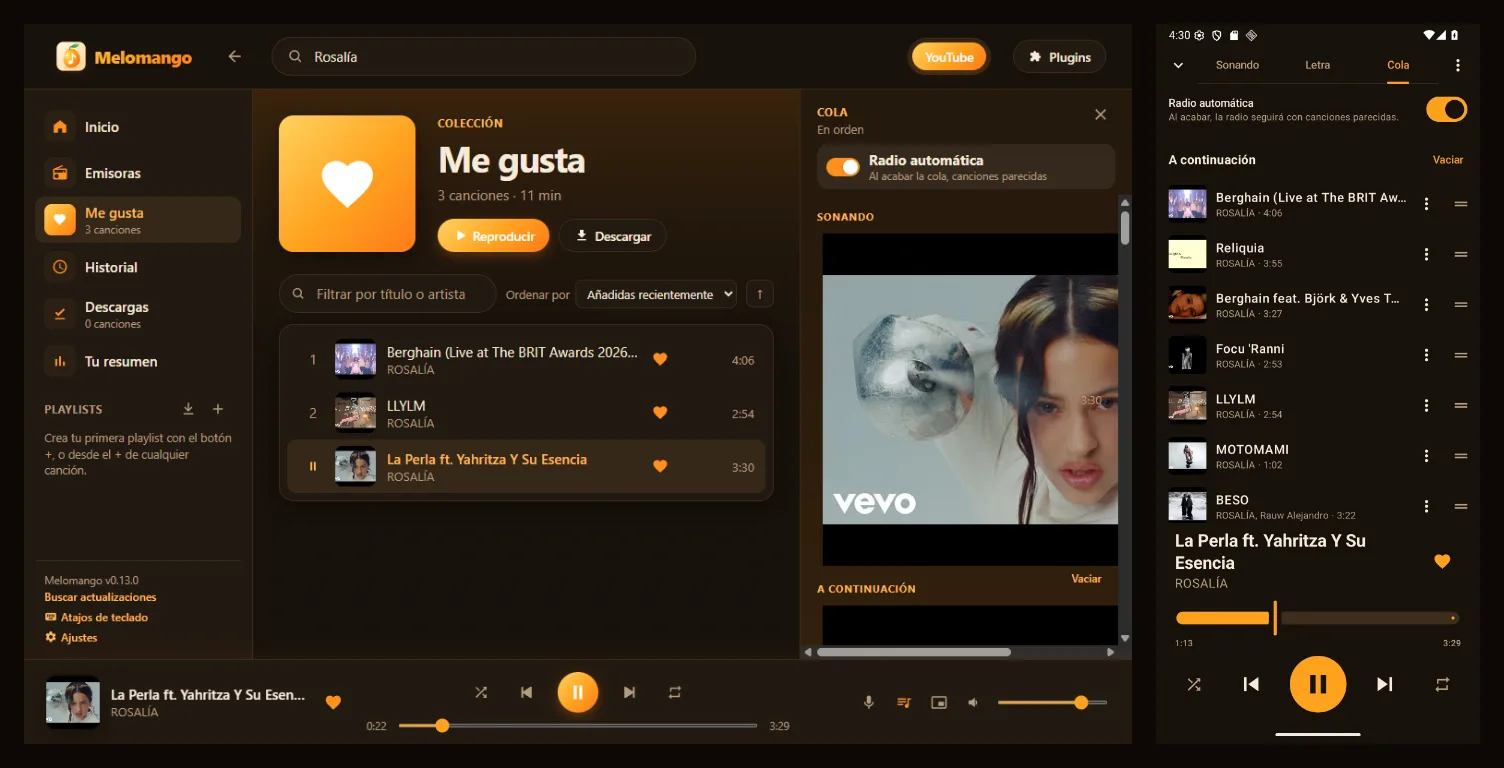 Melomango
Rosalía
YouTube
Plugins
Inicio
Emisoras
Me gusta
3 canciones
Historial
Descargas
0 canciones
Tu resumen
PLAYLISTS
Crea tu primera playlist con el botón
+, o desde el + de cualquier
canción.
Melomango v0.13.0
Buscar actualizaciones
Atajos de teclado
Ajustes
COLECCIÓN
Me gusta
3 canciones · 11 min
Reproducir
Descargar
Filtrar por título o artista
Ordenar por
Añadidas recientemente
↑
1
Berghain (Live at The BRIT Awards 2026...
ROSALÍA
4:06
2
LLYLM
ROSALÍA
2:54
La Perla ft. Yahritza Y Su Esencia
ROSALÍA
3:30
COLA
En orden
Radio automática
Al acabar la cola, canciones parecidas
SONANDO
3:30
vevo
Vaciar
A CONTINUACIÓN
La Perla ft. Yahritza Y Su Esen...
ROSALÍA
0:22
3:29
4:30
Sonando
Letra
Cola
Radio automática
Al acabar, la radio seguirá con canciones parecidas.
A continuación
Vaciar
Berghain (Live at The BRIT Aw...
ROSALÍA · 4:06
Reliquia
ROSALÍA · 3:55
Berghain feat. Björk & Yves T...
ROSALÍA · 3:27
Focu 'Ranni
ROSALÍA · 2:53
LLYLM
ROSALÍA · 2:54
MOTOMAMI
ROSALÍA · 1:02
BESO
ROSALÍA, Rauw Alejandro · 3:22
La Perla ft. Yahritza Y Su
Esencia
ROSALÍA
1:13
3:29